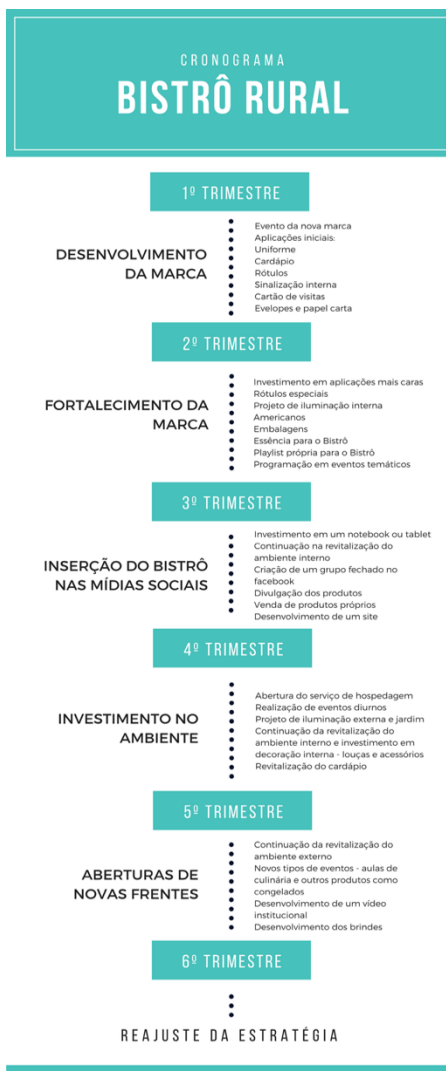 CRONOGRAMA
BISTRÔ RURAL
1º TRIMESTRE
DESENVOLVIMENTO
DA MARCA
Evento da nova marca
Aplicações iniciais:
Uniforme
Cardápio
Rótulos
Sinalização interna
Cartão de visitas
Evelopes e papel carta
2º TRIMESTRE
FORTALECIMENTO DA
MARCA
Investimento em aplicações mais caras
Rótulos especiais
Projeto de iluminação interna
Americanos
Embalagens
Essência para o Bistrô
Playlist própria para o Bistrô
Programação em eventos temáticos
3º TRIMESTRE
INSERÇÃO DO BISTRÔ
NAS MÍDIAS SOCIAIS
Investimento em um notebook ou tablet
Continuação na revitalização do
ambiente interno
Criação de um grupo fechado no
facebook
Divulgação dos produtos
Venda de produtos próprios
Desenvolvimento de um site
4º TRIMESTRE
INVESTIMENTO NO
AMBIENTE
Abertura do serviço de hospedagem
Realização de eventos diurnos
Projeto de iluminação externa e jardim
Continuação da revitalização do
ambiente interno e investimento em
decoração interna - louças e acessórios
Revitalização do cardápio
5º TRIMESTRE
ABERTURAS DE
NOVAS FRENTES
Continuação da revitalização do
ambiente externo
Novos tipos de eventos - aulas de
culinária e outros produtos como
congelados
Desenvolvimento de um vídeo
institucional
Desenvolvimento dos brindes
6º TRIMESTRE
REAJUSTE DA ESTRATÉGIA